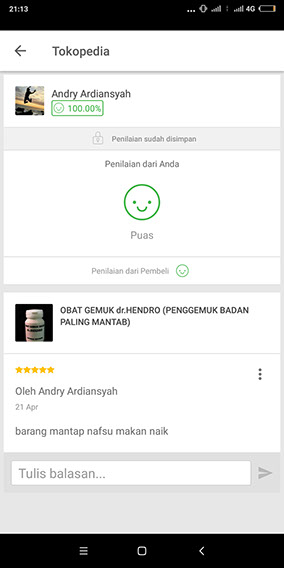 21:13
4G
Tokopedia
Andry Ardiansyah
100.00%
Penilaian sudah disimpan
Penilaian dari Anda
Puas
Penilaian dari Pembeli
OBAT GEMUK dr.HENDRO (PENGGEMUK BADAN
PALING MANTAB)
Oleh Andry Ardiansyah
21 Apr
barang mantap nafsu makan naik
Tulis balasan...